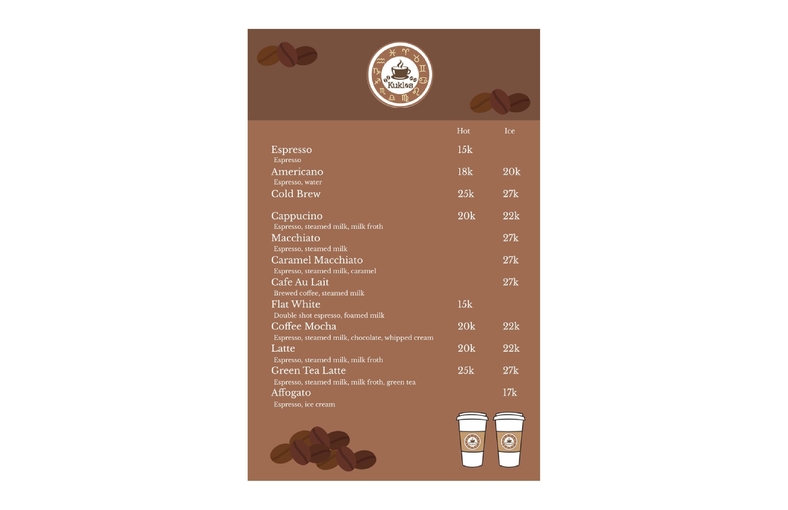 Kukis
Hot Ice
Espresso 15k
Espresso
Americano 18k 20k
Espresso, water
Cold Brew 25k 27k
Cappucino 20k 22k
Espresso, steamed milk, milk froth
Macchiato 27k
Espresso, steamed milk
Caramel Macchiato 27k
Espresso, steamed milk, caramel
Cafe Au Lait 27k
Brewed coffee, steamed milk
Flat White 15k
Double shot espresso, foamed milk
Coffee Mocha 20k 22k
Espresso, steamed milk, chocolate, whipped cream
Latte 20k 22k
Espresso, steamed milk, milk froth
Green Tea Latte 25k 27k
Espresso, steamed milk, milk froth, green tea
Affogato 17k
Espresso, ice cream